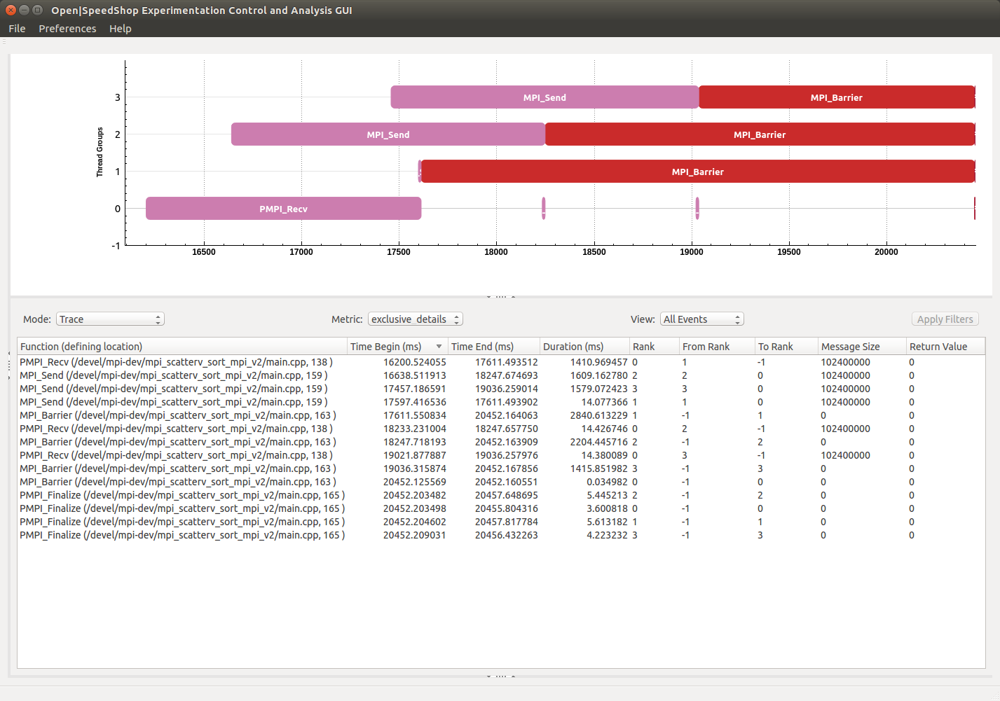 Open|SpeedShop Experimentation Control and Analysis GUI
File Preferences Help
Thread Groups
3 MPI_Send MPI_Barrier
2 MPI_Send MPI_Barrier
1 MPI_Barrier
0 PMPI_Recv
-1
16500 17000 17500 18000 18500 19000 19500 20000
Mode: Trace Metric: exclusive_details View: All Events Apply Filters
Function (defining location) Time Begin (ms) Time End (ms) Duration (ms) Rank From Rank To Rank Message Size Return Value
PMPI_Recv (/devel/mpi-dev/mpi_scatterv_sort_mpi_v2/main.cpp, 138 ) 16200.524055 17611.493512 1410.969457 0 1 -1 102400000 0
MPI_Send (/devel/mpi-dev/mpi_scatterv_sort_mpi_v2/main.cpp, 159 ) 16638.511913 18247.674693 1609.162780 2 2 0 102400000 0
MPI_Send (/devel/mpi-dev/mpi_scatterv_sort_mpi_v2/main.cpp, 159 ) 17457.186591 19036.259014 1579.072423 3 3 0 102400000 0
MPI_Send (/devel/mpi-dev/mpi_scatterv_sort_mpi_v2/main.cpp, 159 ) 17597.416536 17611.493902 14.077366 1 1 0 102400000 0
MPI_Barrier (/devel/mpi-dev/mpi_scatterv_sort_mpi_v2/main.cpp, 163 ) 17611.550834 20452.164063 2840.613229 1 -1 1 0 0
PMPI_Recv (/devel/mpi-dev/mpi_scatterv_sort_mpi_v2/main.cpp, 138 ) 18233.231004 18247.657750 14.426746 0 2 -1 102400000 0
MPI_Barrier (/devel/mpi-dev/mpi_scatterv_sort_mpi_v2/main.cpp, 163 ) 18247.718193 20452.163909 2204.445716 2 -1 2 0 0
PMPI_Recv (/devel/mpi-dev/mpi_scatterv_sort_mpi_v2/main.cpp, 138 ) 19021.877887 19036.257976 14.380089 0 3 -1 102400000 0
MPI_Barrier (/devel/mpi-dev/mpi_scatterv_sort_mpi_v2/main.cpp, 163 ) 19036.315874 20452.167856 1415.851982 3 -1 3 0 0
MPI_Barrier (/devel/mpi-dev/mpi_scatterv_sort_mpi_v2/main.cpp, 163 ) 20452.125569 20452.160551 0.034982 0 -1 0 0 0
PMPI_Finalize (/devel/mpi-dev/mpi_scatterv_sort_mpi_v2/main.cpp, 165 ) 20452.203482 20457.648695 5.445213 2 -1 2 0 0
PMPI_Finalize (/devel/mpi-dev/mpi_scatterv_sort_mpi_v2/main.cpp, 165 ) 20452.203498 20455.804316 3.600818 0 -1 0 0 0
PMPI_Finalize (/devel/mpi-dev/mpi_scatterv_sort_mpi_v2/main.cpp, 165 ) 20452.204602 20457.817784 5.613182 1 -1 1 0 0
PMPI_Finalize (/devel/mpi-dev/mpi_scatterv_sort_mpi_v2/main.cpp, 165 ) 20452.209031 20456.432263 4.223232 3 -1 3 0 0